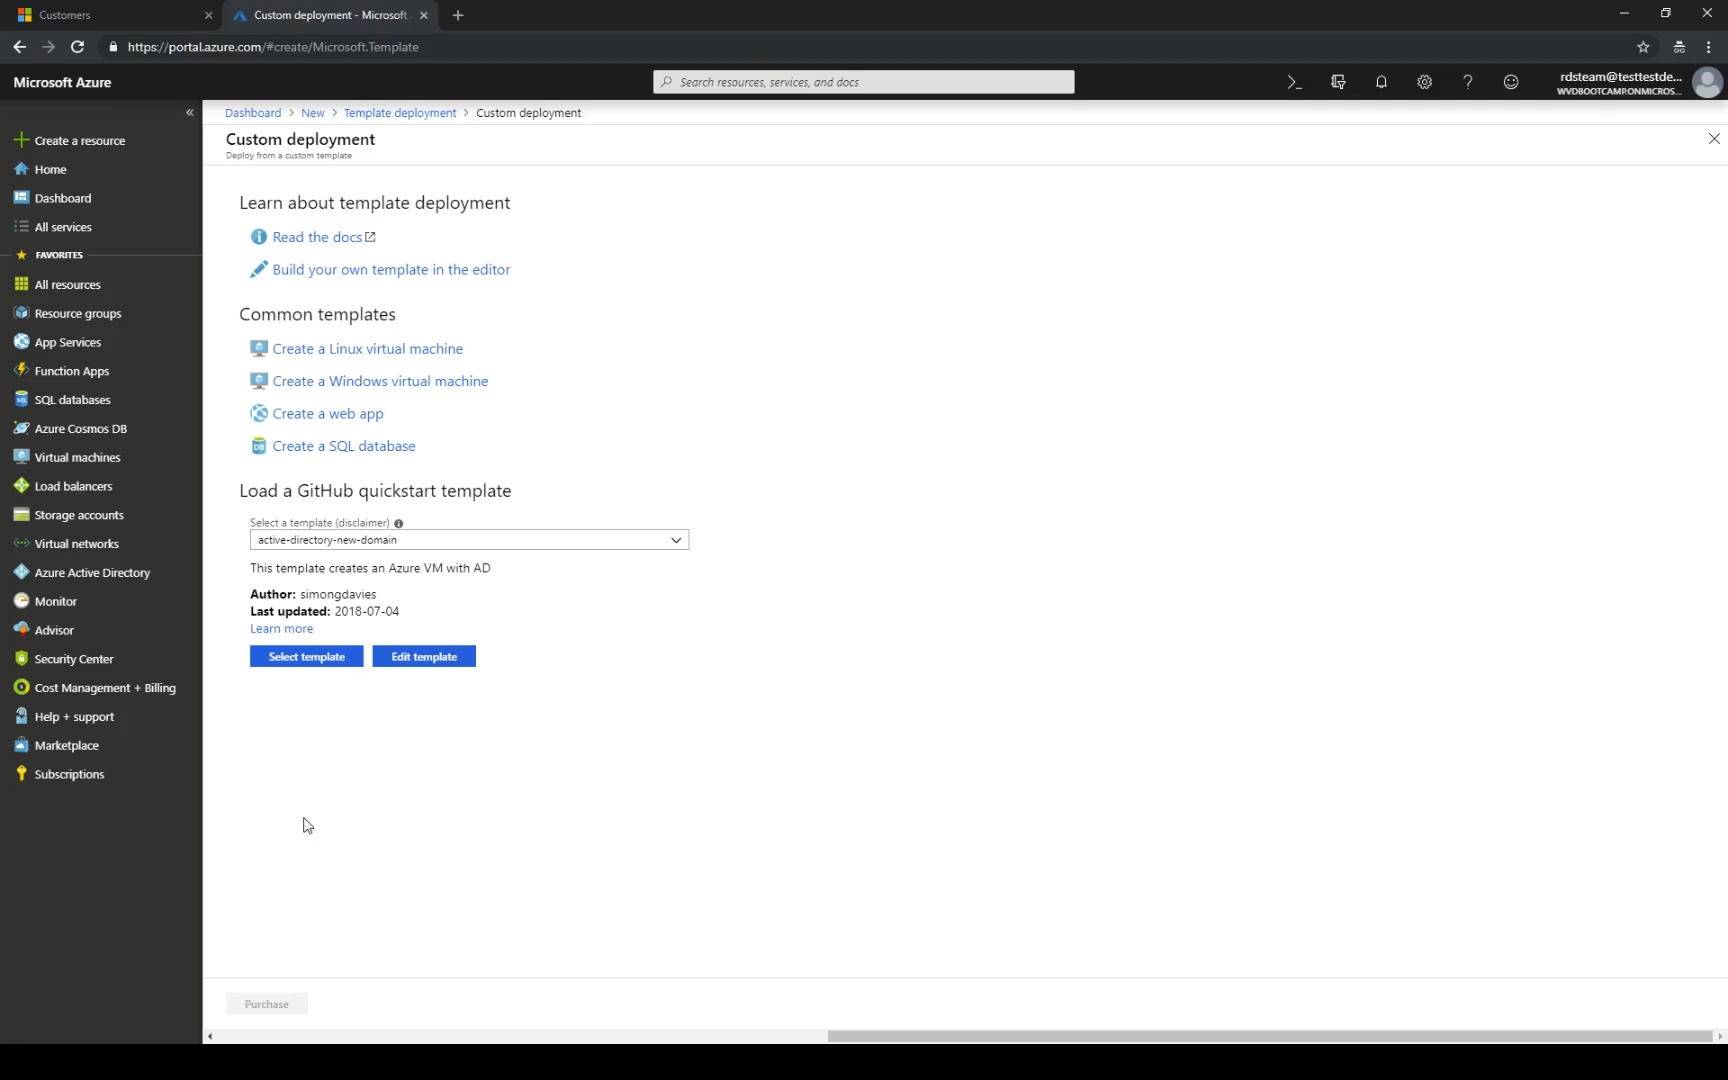 Customers
Custom deployment - Microsoft
https://portal.azure.com/#create/Microsoft.Template
Microsoft Azure
Search resources, services, and docs
rdsteam@testtestde...
WVDBOOTCAMP.ONMICROS...
Create a resource
Home
Dashboard
All services
FAVORITES
All resources
Resource groups
App Services
Function Apps
SQL databases
Azure Cosmos DB
Virtual machines
Load balancers
Storage accounts
Virtual networks
Azure Active Directory
Monitor
Advisor
Security Center
Cost Management + Billing
Help + support
Marketplace
Subscriptions
Dashboard > New > Template deployment > Custom deployment
Custom deployment
Deploy from a custom template
Learn about template deployment
Read the docs
Build your own template in the editor
Common templates
Create a Linux virtual machine
Create a Windows virtual machine
Create a web app
Create a SQL database
Load a GitHub quickstart template
Select a template (disclaimer)
active-directory-new-domain
This template creates an Azure VM with AD
Author: simongdavies
Last updated: 2018-07-04
Learn more
Select template
Edit template
Purchase